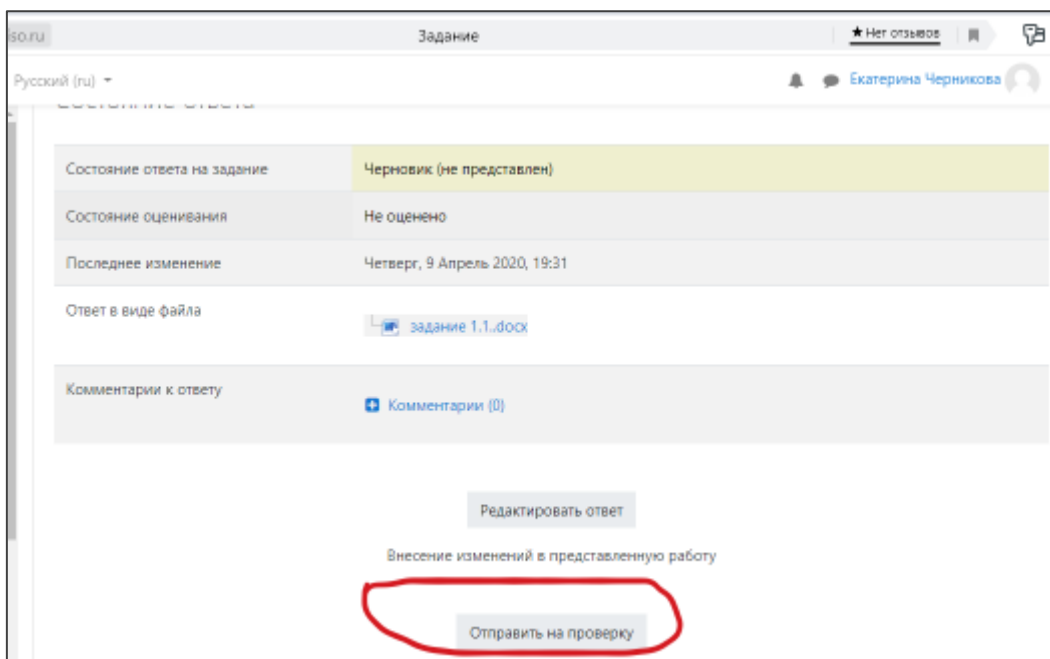 so.ru Задание ★ Нет отзывов
Русский (ru) Екатерина Черникова
Состояние ответа
Состояние ответа на задание Черновик (не представлен)
Состояние оценивания Не оценено
Последнее изменение Четверг, 9 Апрель 2020, 19:31
Ответ в виде файла
задание 1.1..docx
Комментарии к ответу
Комментарии (0)
Редактировать ответ
Внесение изменений в представленную работу
Отправить на проверку